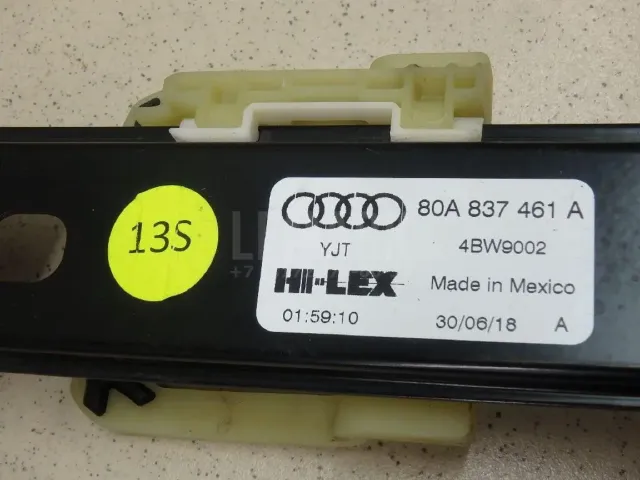 13S
80A 837 461 A
YJT 4BW9002
HI-LEX Made in Mexico
01:59:10 30/06/18 A